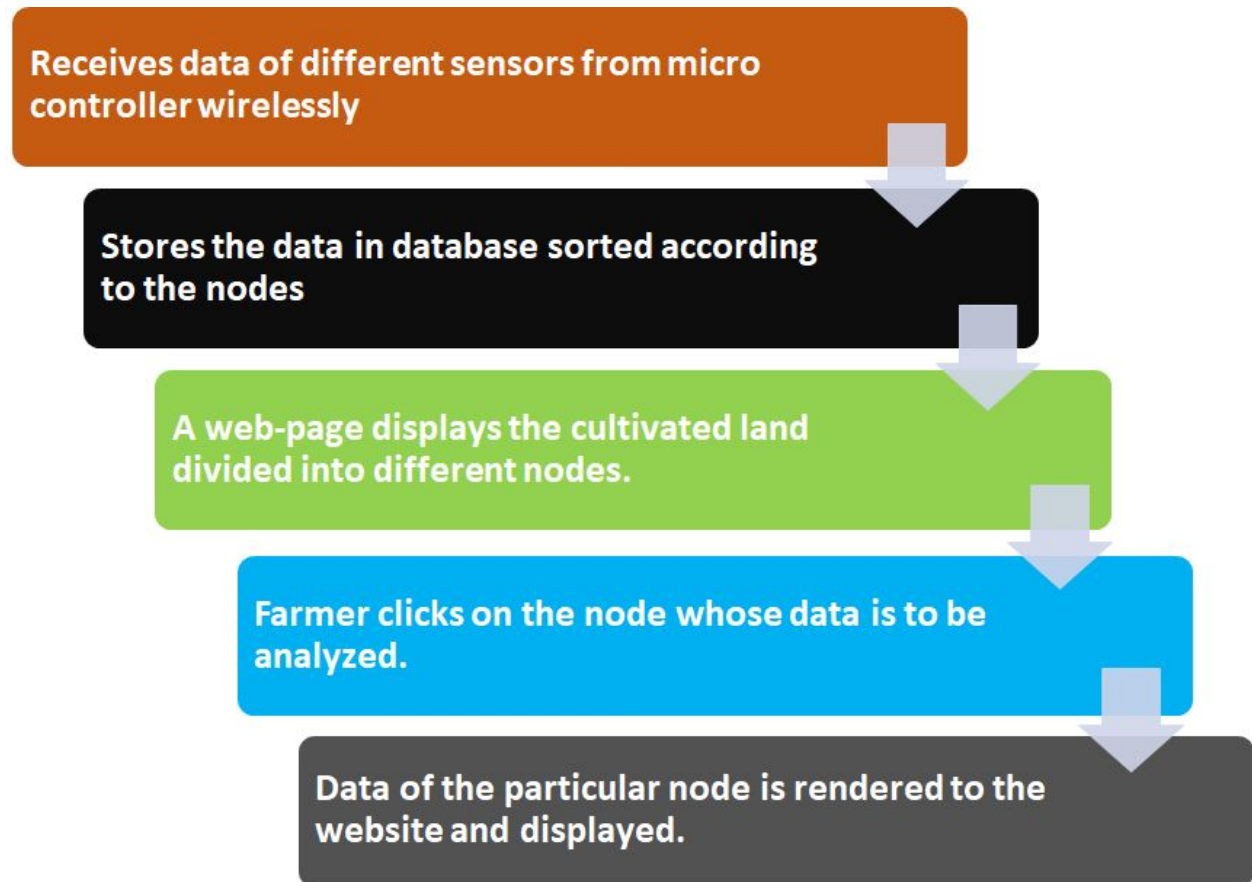 Receives data of different sensors from micro
controller wirelessly
Stores the data in database sorted according
to the nodes
A web-page displays the cultivated land
divided into different nodes.
Farmer clicks on the node whose data is to be
analyzed.
Data of the particular node is rendered to the
website and displayed.